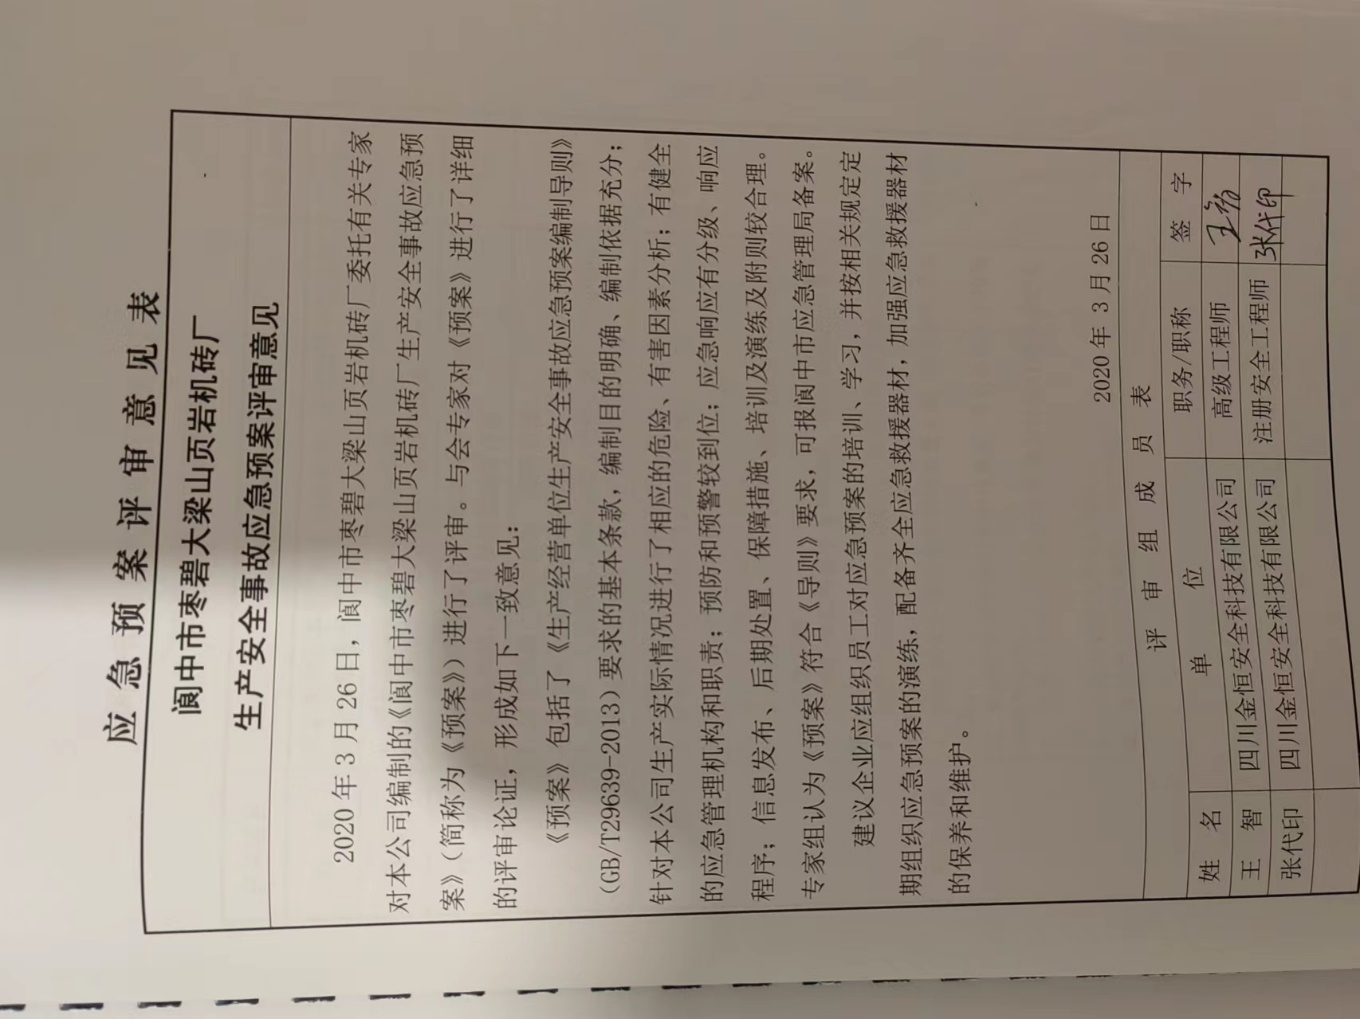 应急预案评审意见表
阆中市枣碧大梁山页岩机砖厂
生产安全事故应急预案评审意见
2020年3月26日，阆中市枣碧大梁山页岩机砖厂委托有关专家
对本公司编制的《阆中市枣碧大梁山页岩机砖厂生产安全事故应急预
案》（简称为《预案》）进行了评审。与会专家对《预案》进行了详细
的评审论证，形成如下一致意见：
《预案》包括了《生产经营单位生产安全事故应急预案编制导则》
（GB/T29639-2013）要求的基本条款，编制目的明确、编制依据充分；
针对本公司生产实际情况进行了相应的危险、有害因素分析；有健全
的应急管理机构和职责；预防和预警较到位；应急响应有分级、响应
程序；信息发布、后期处置、保障措施、培训及演练及附则较合理。
专家组认为《预案》符合《导则》要求，可报阆中市应急管理局备案。
建议企业应组织员工对应急预案的培训、学习，并按相关规定定
期组织应急预案的演练，配备齐全应急救援器材，加强应急救援器材
的保养和维护。
2020年3月26日
评审组成员表
姓名 单位 职务/职称 签字
王智 四川金恒安全科技有限公司 高级工程师 王智
张代印 四川金恒安全科技有限公司 注册安全工程师 张代印